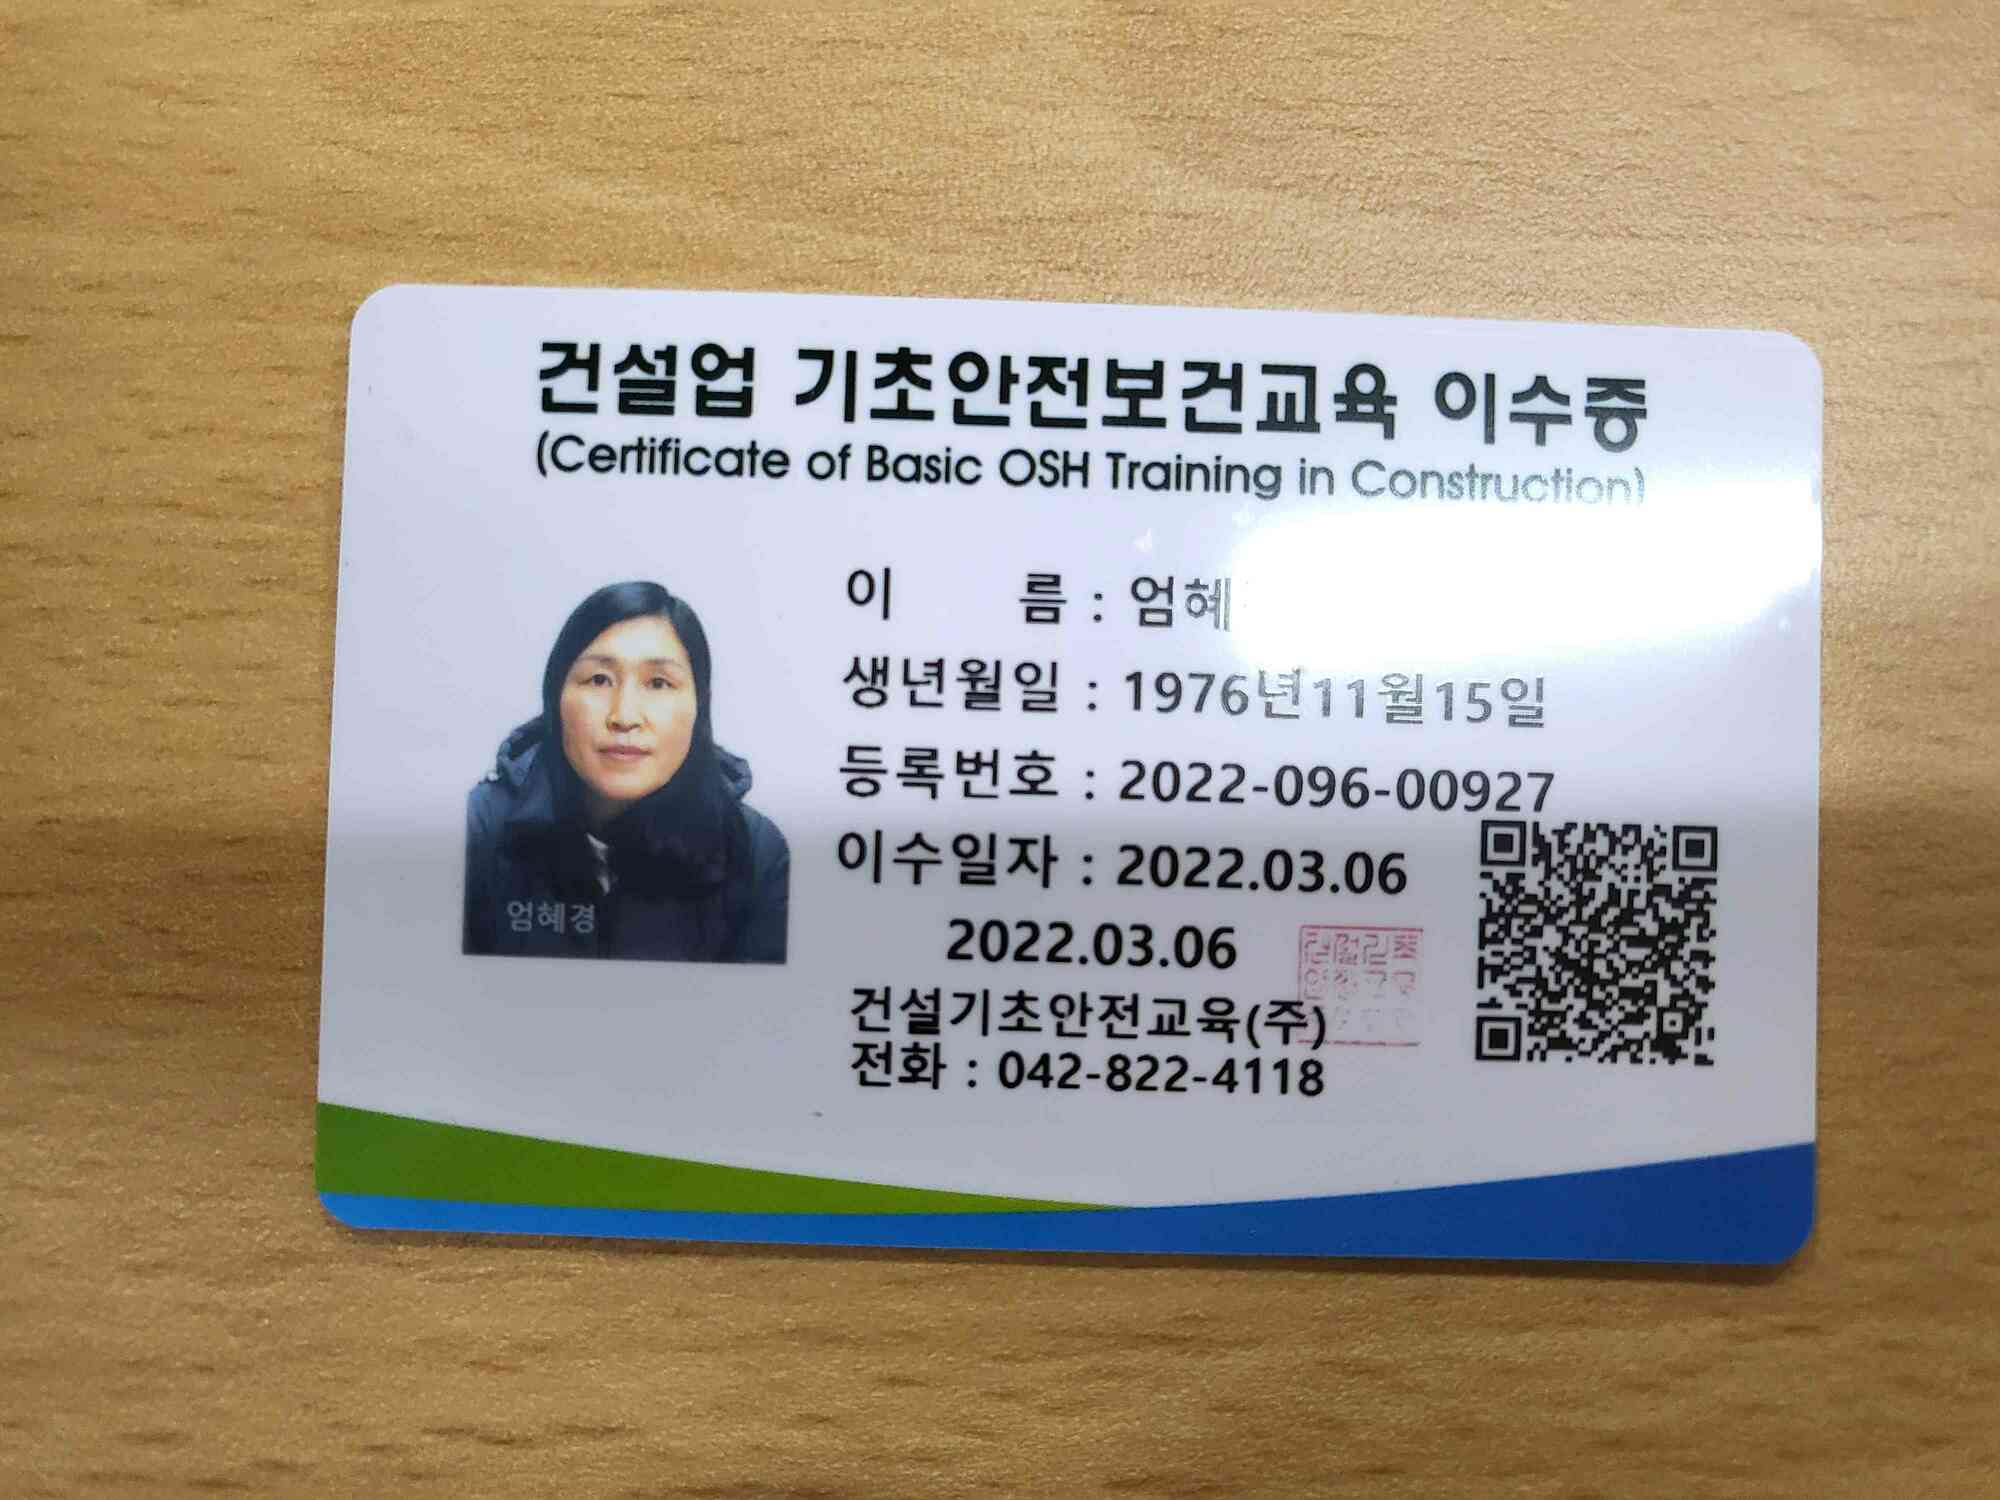 건설업 기초안전보건교육 이수증
(Certificate of Basic OSH Training in Construction)
이 름 : 엄혜
생년월일 : 1976년11월15일
등록번호 : 2022-096-00927
이수일자 : 2022.03.06
엄혜경
2022.03.06
건설기초안전교육(주)
전화 : 042-822-4118